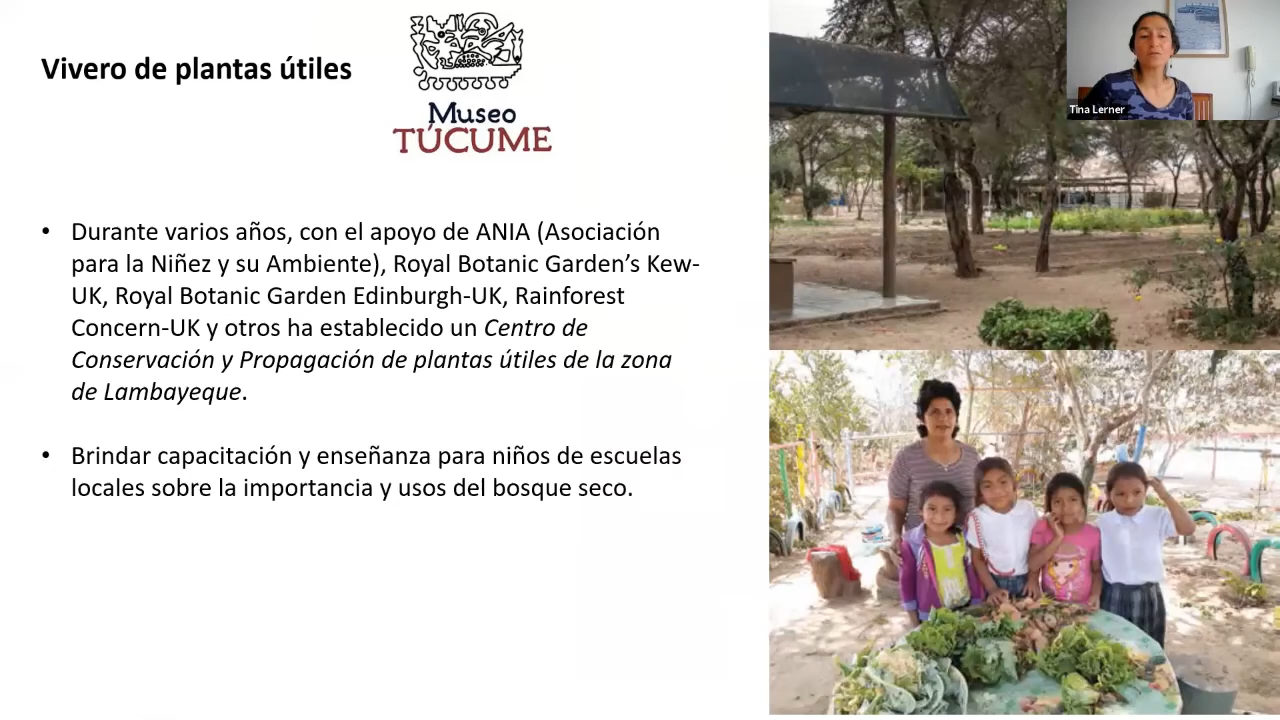 Vivero de plantas útiles
Museo
TÚCUME
Tina Lerner
• Durante varios años, con el apoyo de ANIA (Asociación
para la Niñez y su Ambiente), Royal Botanic Garden’s Kew-
UK, Royal Botanic Garden Edinburgh-UK, Rainforest
Concern-UK y otros ha establecido un Centro de
Conservación y Propagación de plantas útiles de la zona
de Lambayeque.
• Brindar capacitación y enseñanza para niños de escuelas
locales sobre la importancia y usos del bosque seco.